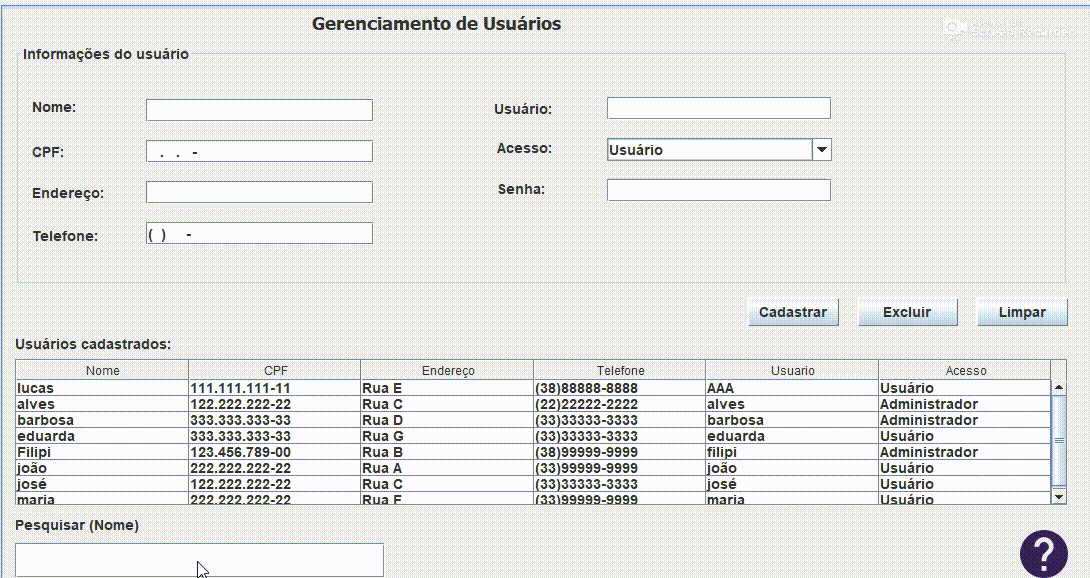 Gerenciamento de Usuários
Screen Recorder
Informações do usuário
Nome:
Usuário:
CPF: . . -
Acesso: Usuário
Endereço:
Senha:
Telefone: ( ) -
Cadastrar Excluir Limpar
Usuários cadastrados:
Nome CPF Endereço Telefone Usuario Acesso
lucas 111.111.111-11 Rua E (38)88888-8888 AAA Usuário
alves 122.222.222-22 Rua C (22)22222-2222 alves Administrador
barbosa 333.333.333-33 Rua D (33)33333-3333 barbosa Administrador
eduarda 333.333.333-33 Rua G (33)33333-3333 eduarda Usuário
Filipi 123.456.789-00 Rua B (38)99999-9999 filipi Administrador
joão 222.222.222-22 Rua A (33)99999-9999 joão Usuário
josé 122.222.222-22 Rua C (33)33333-3333 josé Usuário
maria 222.222.222-22 Rua F (33)99999-9999 maria Usuário
Pesquisar (Nome)
?